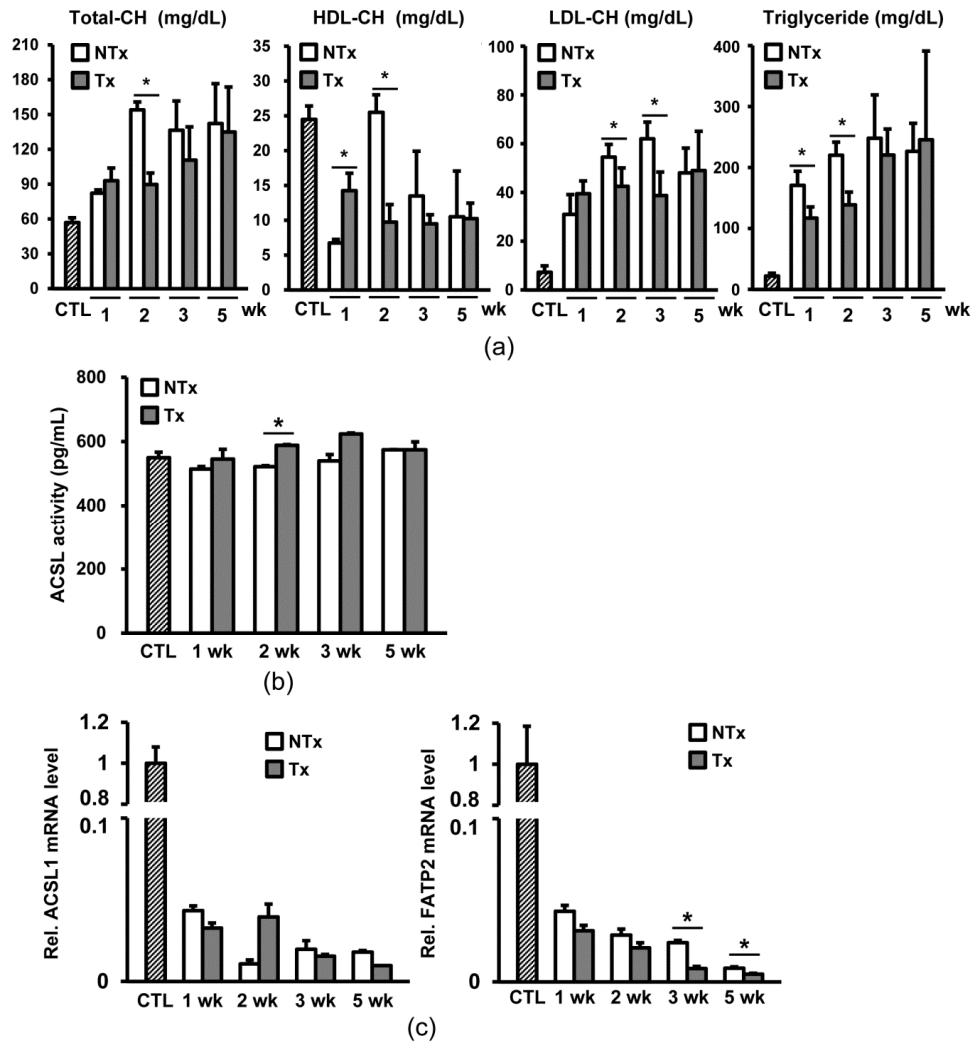 Total-CH (mg/dL)
210
180
150
120
90
60
30
0
NTx
Tx
*
CTL 1 2 3 5 wk
HDL-CH (mg/dL)
35
30
25
20
15
10
5
0
NTx
Tx
*
*
CTL 1 2 3 5 wk
LDL-CH (mg/dL)
100
80
60
40
20
0
NTx
Tx
*
*
CTL 1 2 3 5 wk
Triglyceride (mg/dL)
400
300
200
100
0
NTx
Tx
*
*
CTL 1 2 3 5 wk
(a)
ACSL activity (pg/mL)
800
600
400
200
0
NTx
Tx
*
CTL 1 wk 2 wk 3 wk 5 wk
(b)
Rel. ACSL1 mRNA level
1.2
1
0.8
0.1
0
NTx
Tx
CTL 1 wk 2 wk 3 wk 5 wk
Rel. FATP2 mRNA level
1.2
1
0.8
0.1
0
NTx
Tx
*
*
CTL 1 wk 2 wk 3 wk 5 wk
(c)